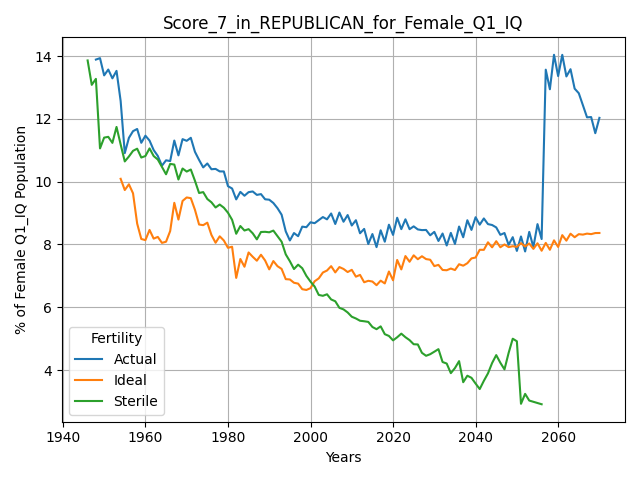 Score_7_in_REPUBLICAN_for_Female_Q1_IQ
% of Female Q1_IQ Population
14
12
10
8
6
4
Fertility
Actual
Ideal
Sterile
1940
1960
1980
2000
2020
2040
2060
Years